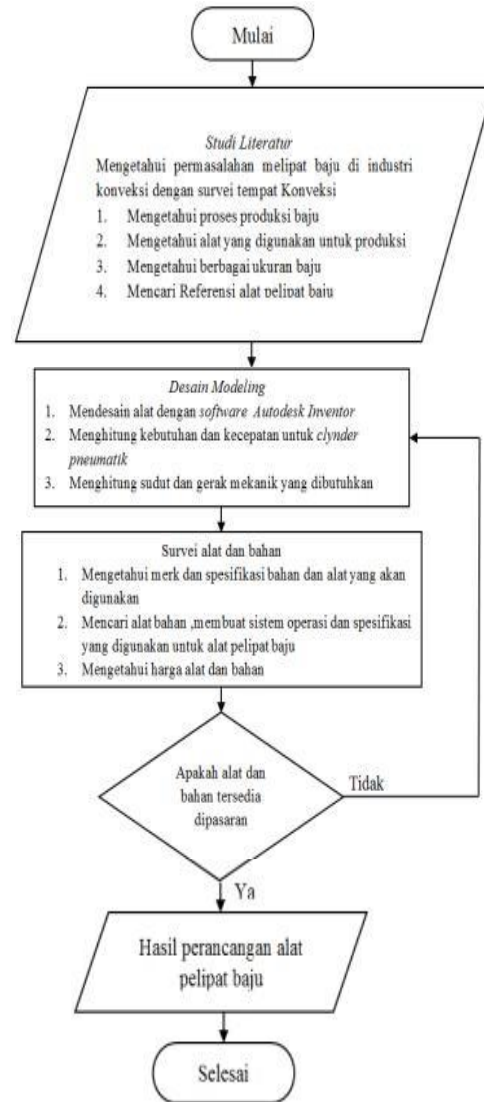 Mulai
Studi Literatur
Mengetahui permasalahan melipat baju di industri
konveksi dengan survei tempat Konveksi
1. Mengetahui proses produksi baju
2. Mengetahui alat yang digunakan untuk produksi
3. Mengetahui berbagai ukuran baju
4. Mencari Referensi alat pelipat baju
Desain Modeling
1. Mendesain alat dengan software Autodesk Inventor
2. Menghitung kebutuhan dan kecepatan untuk clynder
pneumatik
3. Menghitung sudut dan gerak mekanik yang dibutuhkan
Survei alat dan bahan
1. Mengetahui merk dan spesifikasi bahan dan alat yang akan
digunakan
2. Mencari alat bahan ,membuat sistem operasi dan spesifikasi
yang digunakan untuk alat pelipat baju
3. Mengetahui harga alat dan bahan
Apakah alat dan
bahan tersedia
dipasaran
Tidak
Ya
Hasil perancangan alat
pelipat baju
Selesai